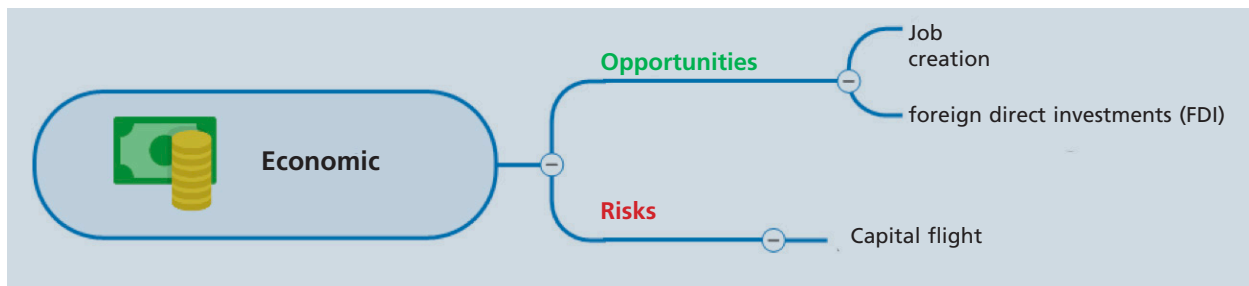 Economic
Opportunities
Job
creation
foreign direct investments (FDI)
Risks
Capital flight